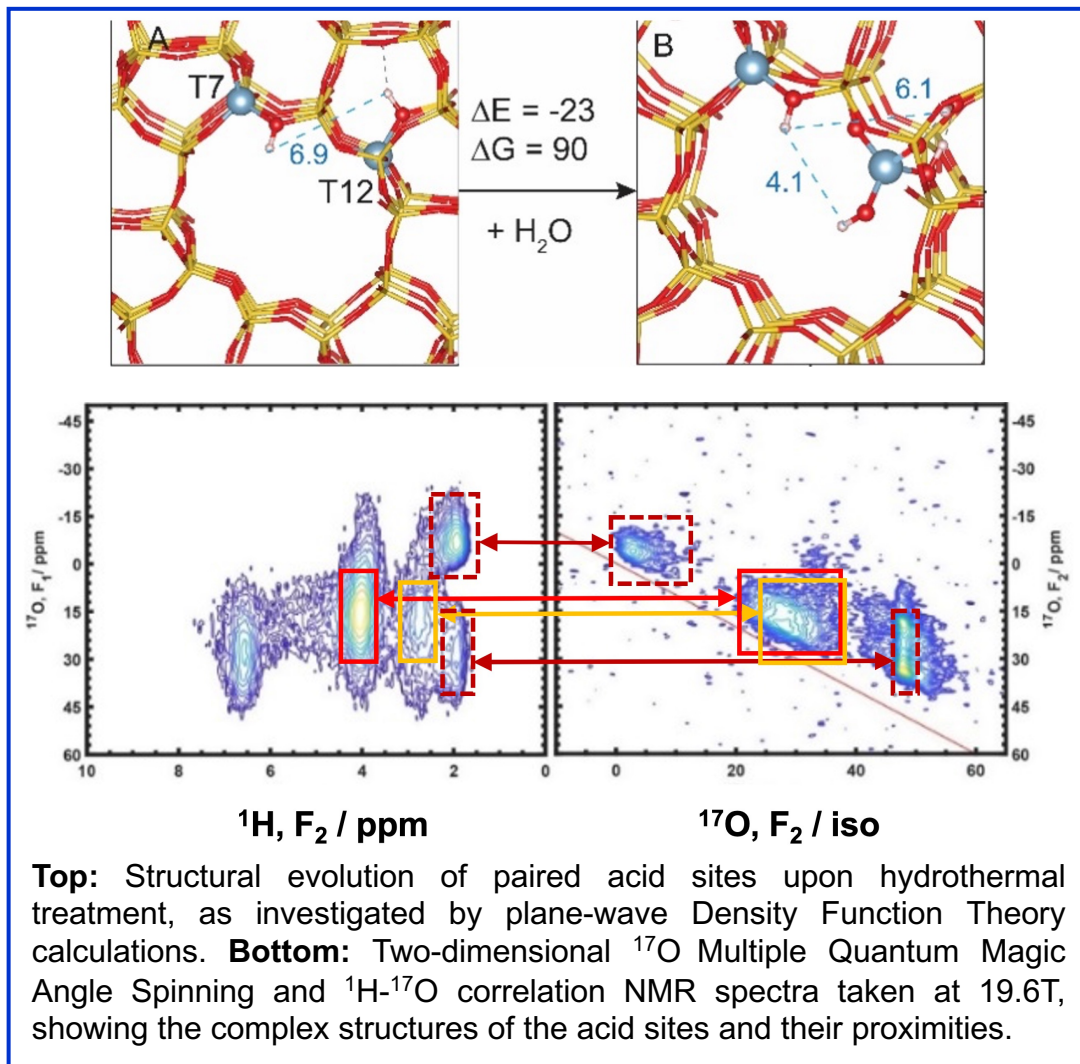 A
T7
6.9
T12
ΔE = -23
ΔG = 90
+ H₂O
B
6.1
4.1
-45
-30
-15
0
15
30
45
60
¹⁷O, F₁/ ppm
10
8
6
4
2
0
-45
-30
-15
0
15
30
45
60
¹⁷O, F₂/ ppm
0
20
40
60
¹H, F₂ / ppm
¹⁷O, F₂ / iso
Top: Structural evolution of paired acid sites upon hydrothermal
treatment, as investigated by plane-wave Density Function Theory
calculations. Bottom: Two-dimensional ¹⁷O Multiple Quantum Magic
Angle Spinning and ¹H-¹⁷O correlation NMR spectra taken at 19.6T,
showing the complex structures of the acid sites and their proximities.